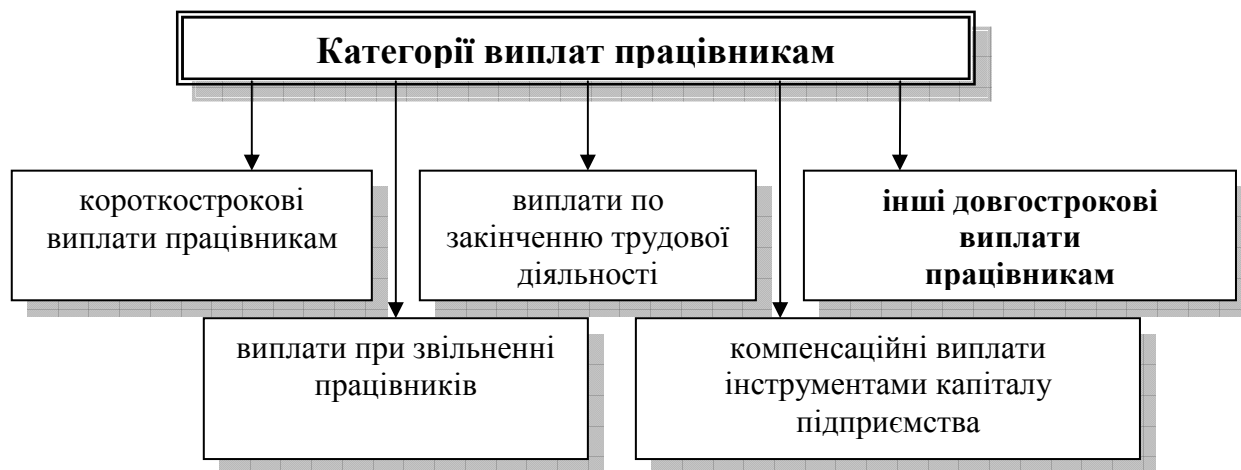 Категорії виплат працівникам
короткострокові
виплати працівникам
виплати по
закінченню трудової
діяльності
інші довгострокові
виплати
працівникам
виплати при звільненні
працівників
компенсаційні виплати
інструментами капіталу
підприємства